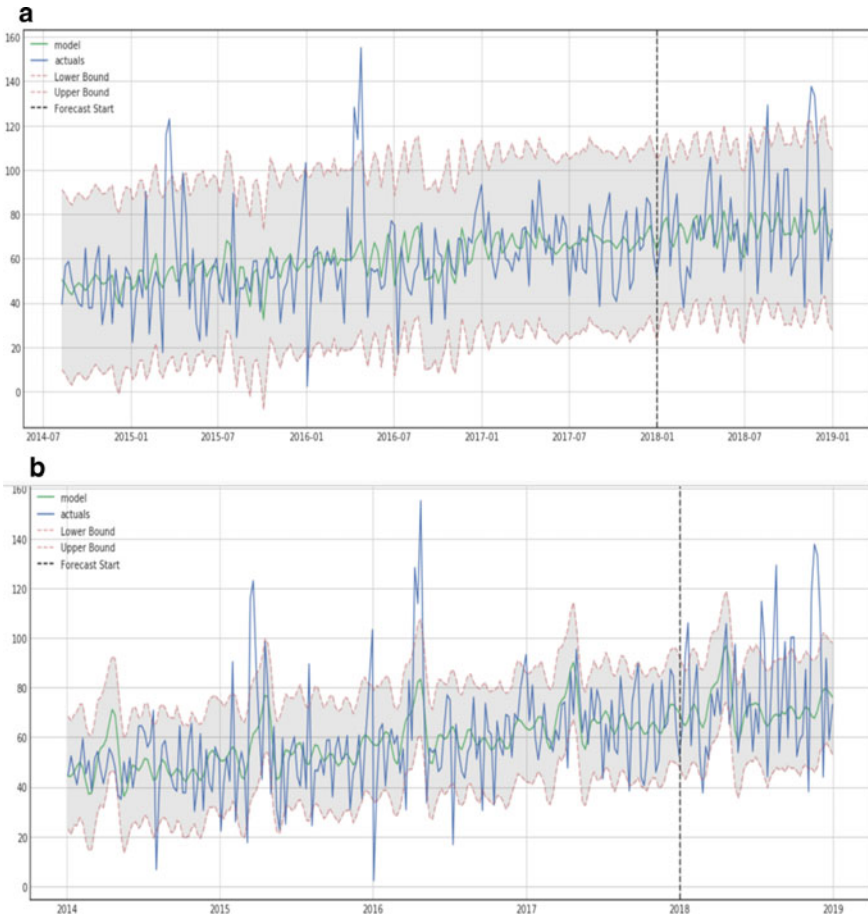 a
160
model
actuals
140
Lower Bound
Upper Bound
120
Forecast Start
100
80
60
40
20
0
2014-07 2015-01 2015-07 2016-01 2016-07 2017-01 2017-07 2018-01 2018-07 2019-01
b
160
model
actuals
140
Lower Bound
Upper Bound
120
Forecast Start
100
80
60
40
20
0
2014 2015 2016 2017 2018 2019